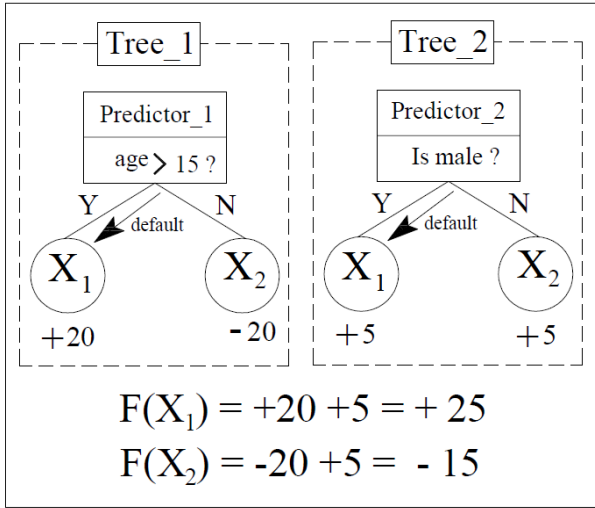 Tree_1
Predictor_1
age > 15 ?
Y
N
default
X₁
X₂
+20
-20
Tree_2
Predictor_2
Is male ?
Y
N
default
X₁
X₂
+5
+5
F(X₁) = +20 +5 = + 25
F(X₂) = -20 +5 = - 15